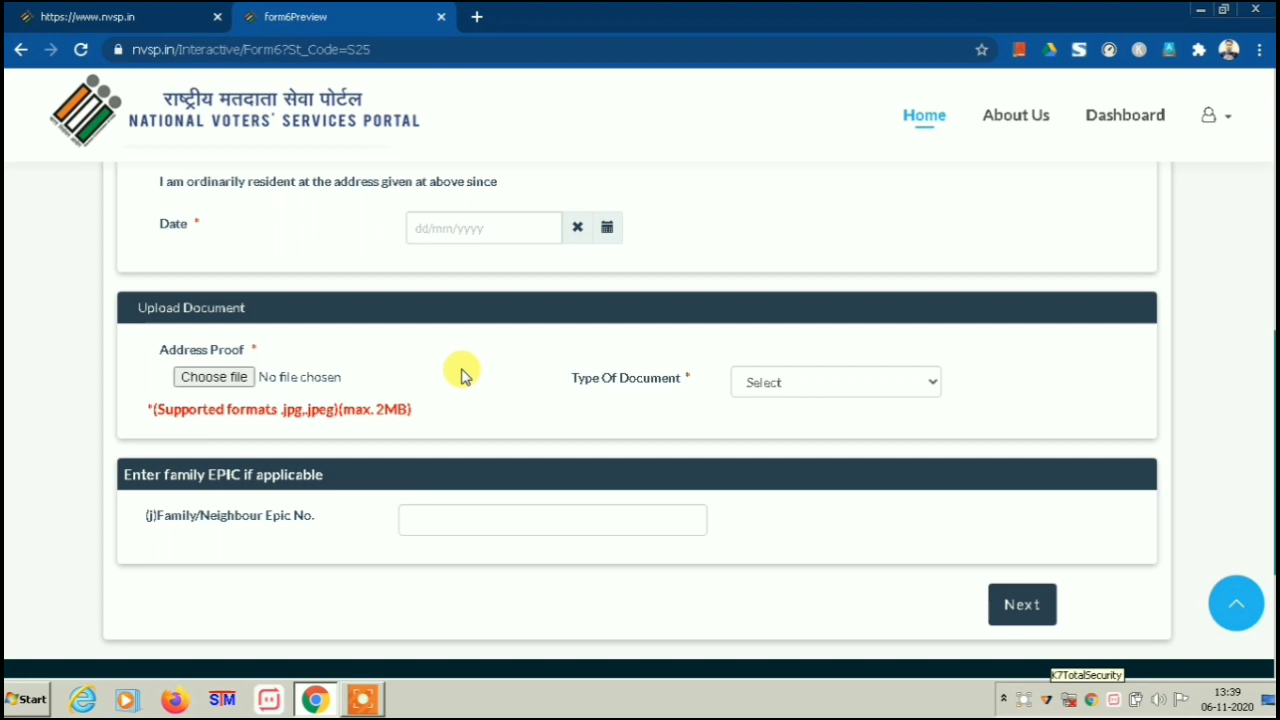 https://www.nvsp.in
form6Preview
nvsp.in/Interactive/Form6?St_Code=S25
राष्ट्रीय मतदाता सेवा पोर्टल
NATIONAL VOTERS' SERVICES PORTAL
Home
About Us
Dashboard
I am ordinarily resident at the address given at above since
Date *
dd/mm/yyyy
Upload Document
Address Proof *
Choose file No file chosen
Type Of Document *
Select
*(Supported formats .jpg,.jpeg)(max. 2MB)
Enter family EPIC if applicable
(j)Family/Neighbour Epic No.
Next
K7TotalSecurity
Start
STM
13:39
06-11-2020